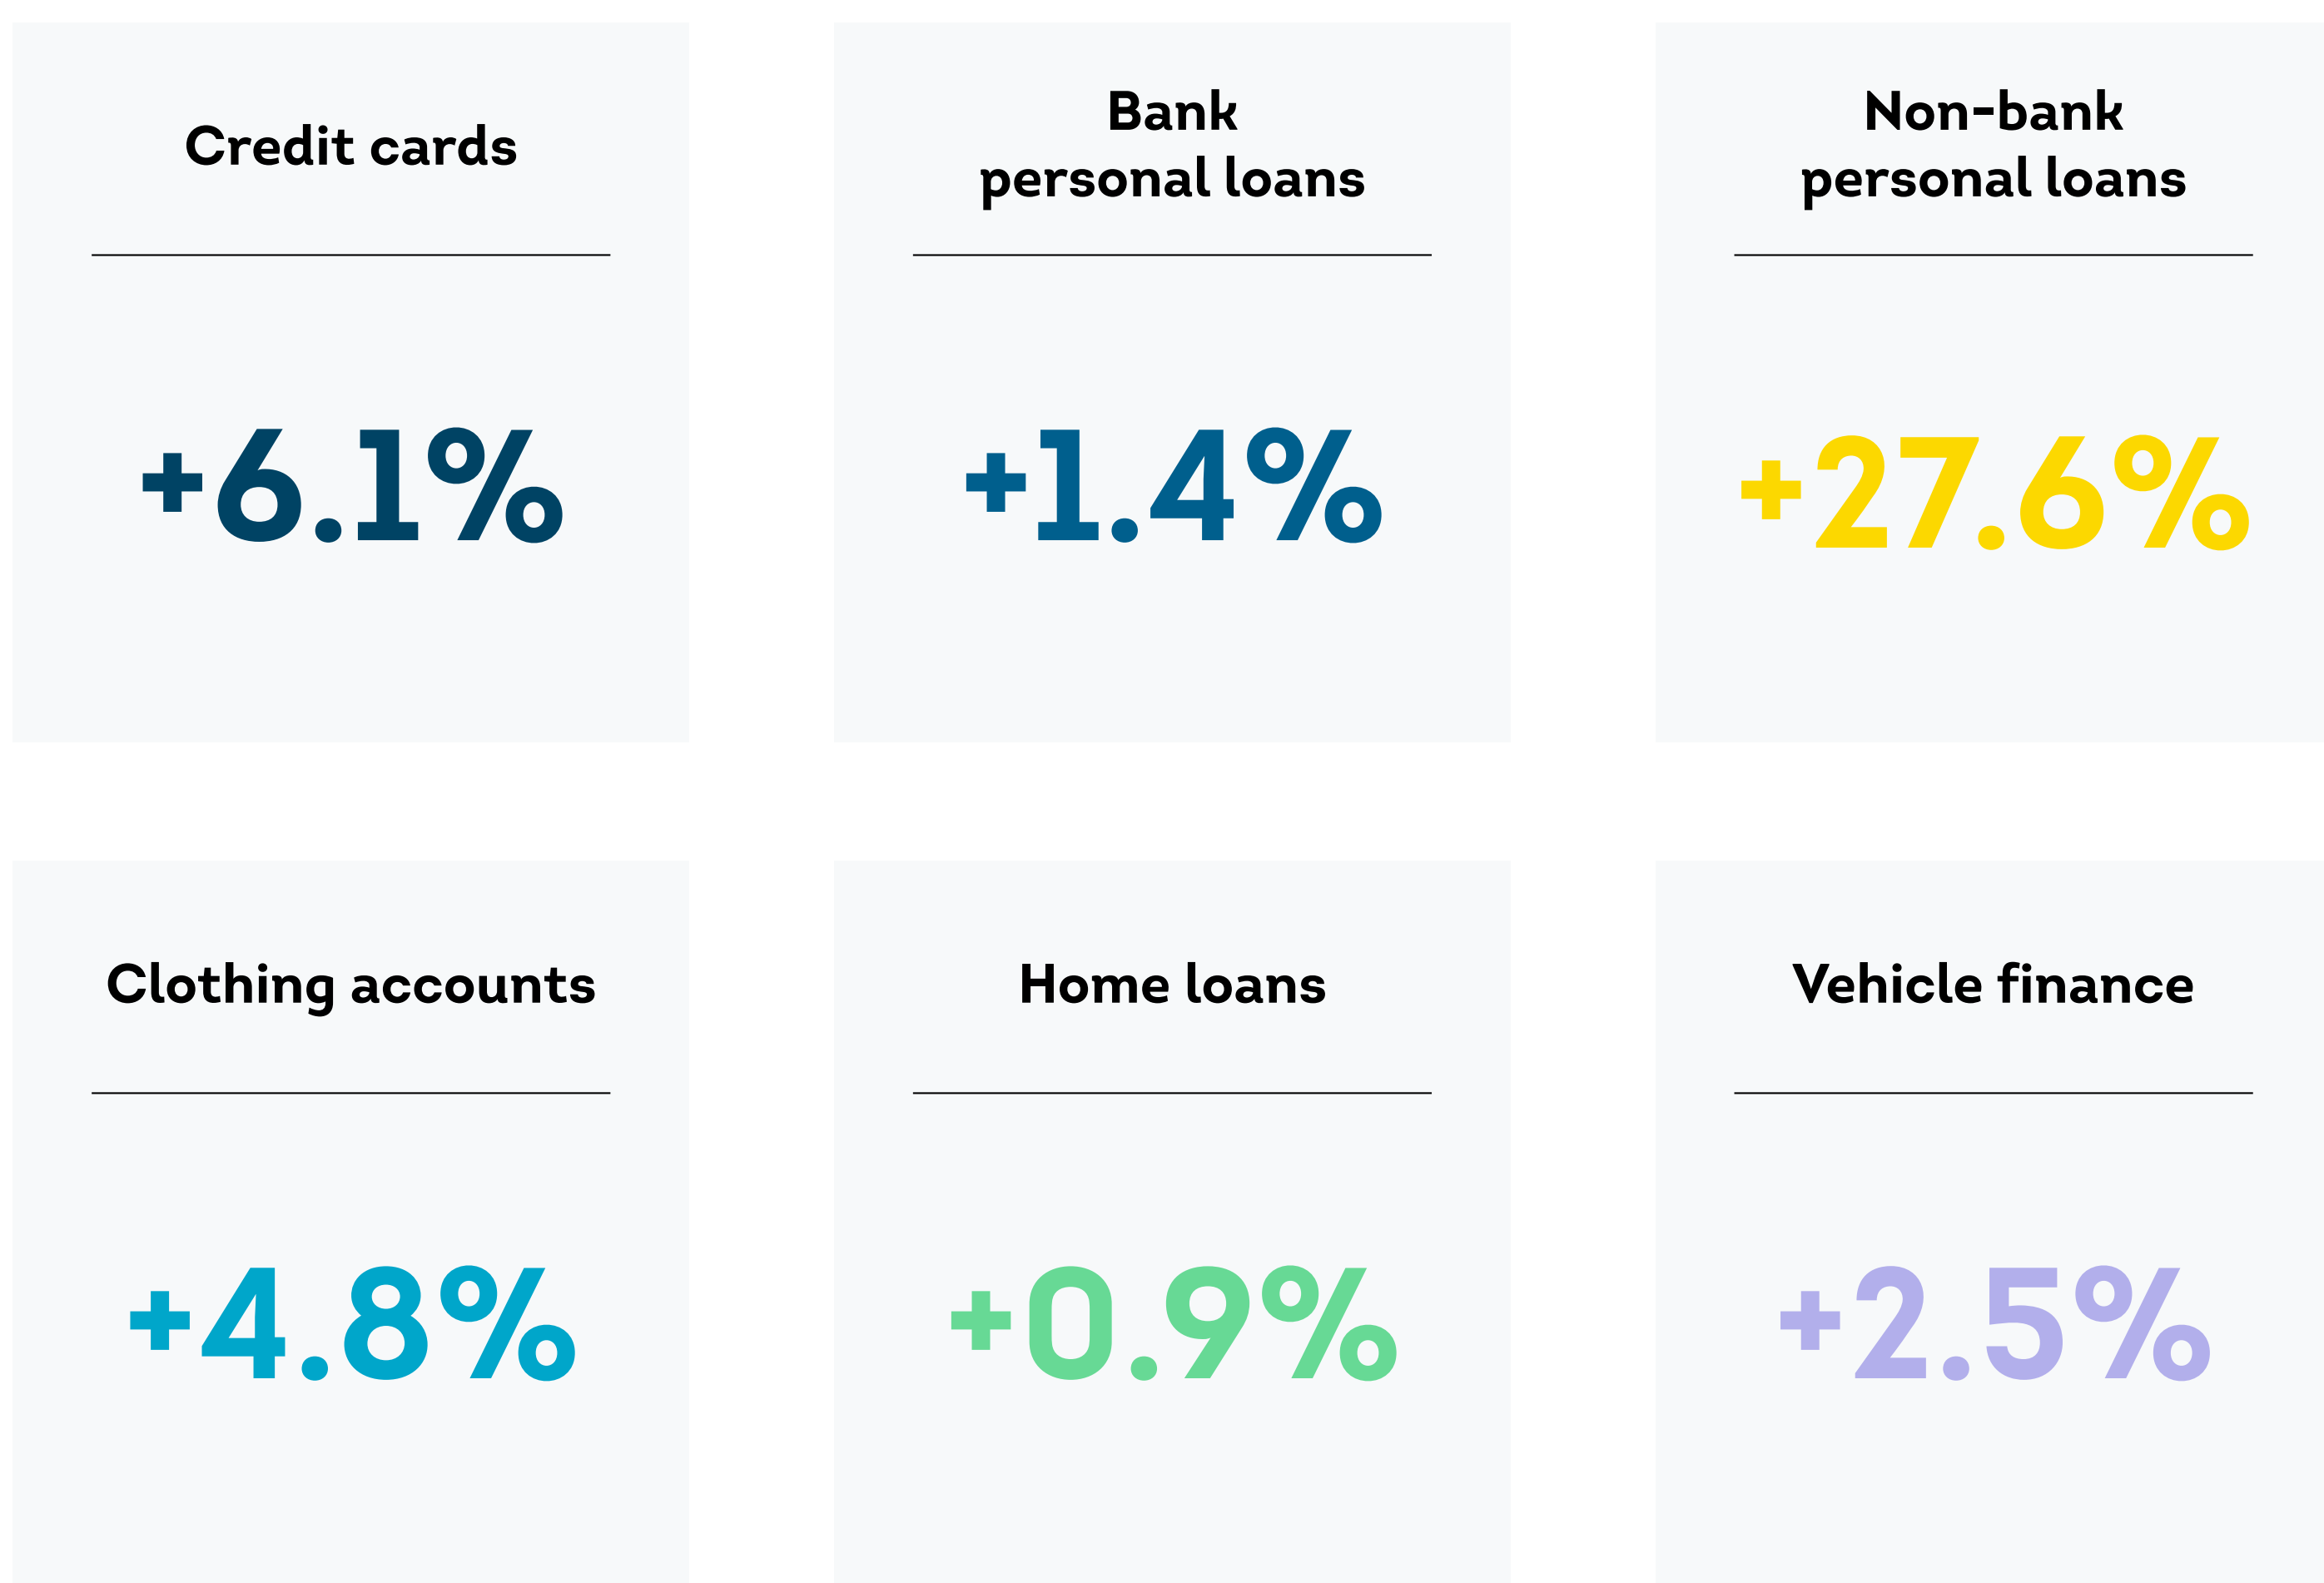 Credit cards
+6.1%
Bank
personal loans
+1.4%
Non-bank
personal loans
+27.6%
Clothing accounts
+4.8%
Home loans
+0.9%
Vehicle finance
+2.5%